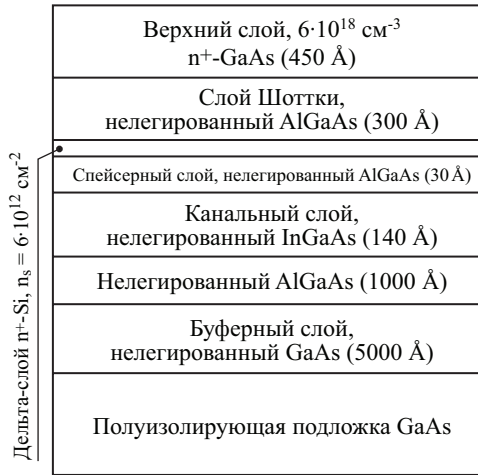 Верхний слой, 6·10¹⁸ см⁻³
n⁺-GaAs (450 Å)
Слой Шоттки,
нелегированный AlGaAs (300 Å)
Дельта-слой n⁺-Si, nₛ = 6·10¹² см⁻²
Спейсерный слой, нелегированный AlGaAs (30 Å)
Канальный слой,
нелегированный InGaAs (140 Å)
Нелегированный AlGaAs (1000 Å)
Буферный слой,
нелегированный GaAs (5000 Å)
Полуизолирующая подложка GaAs